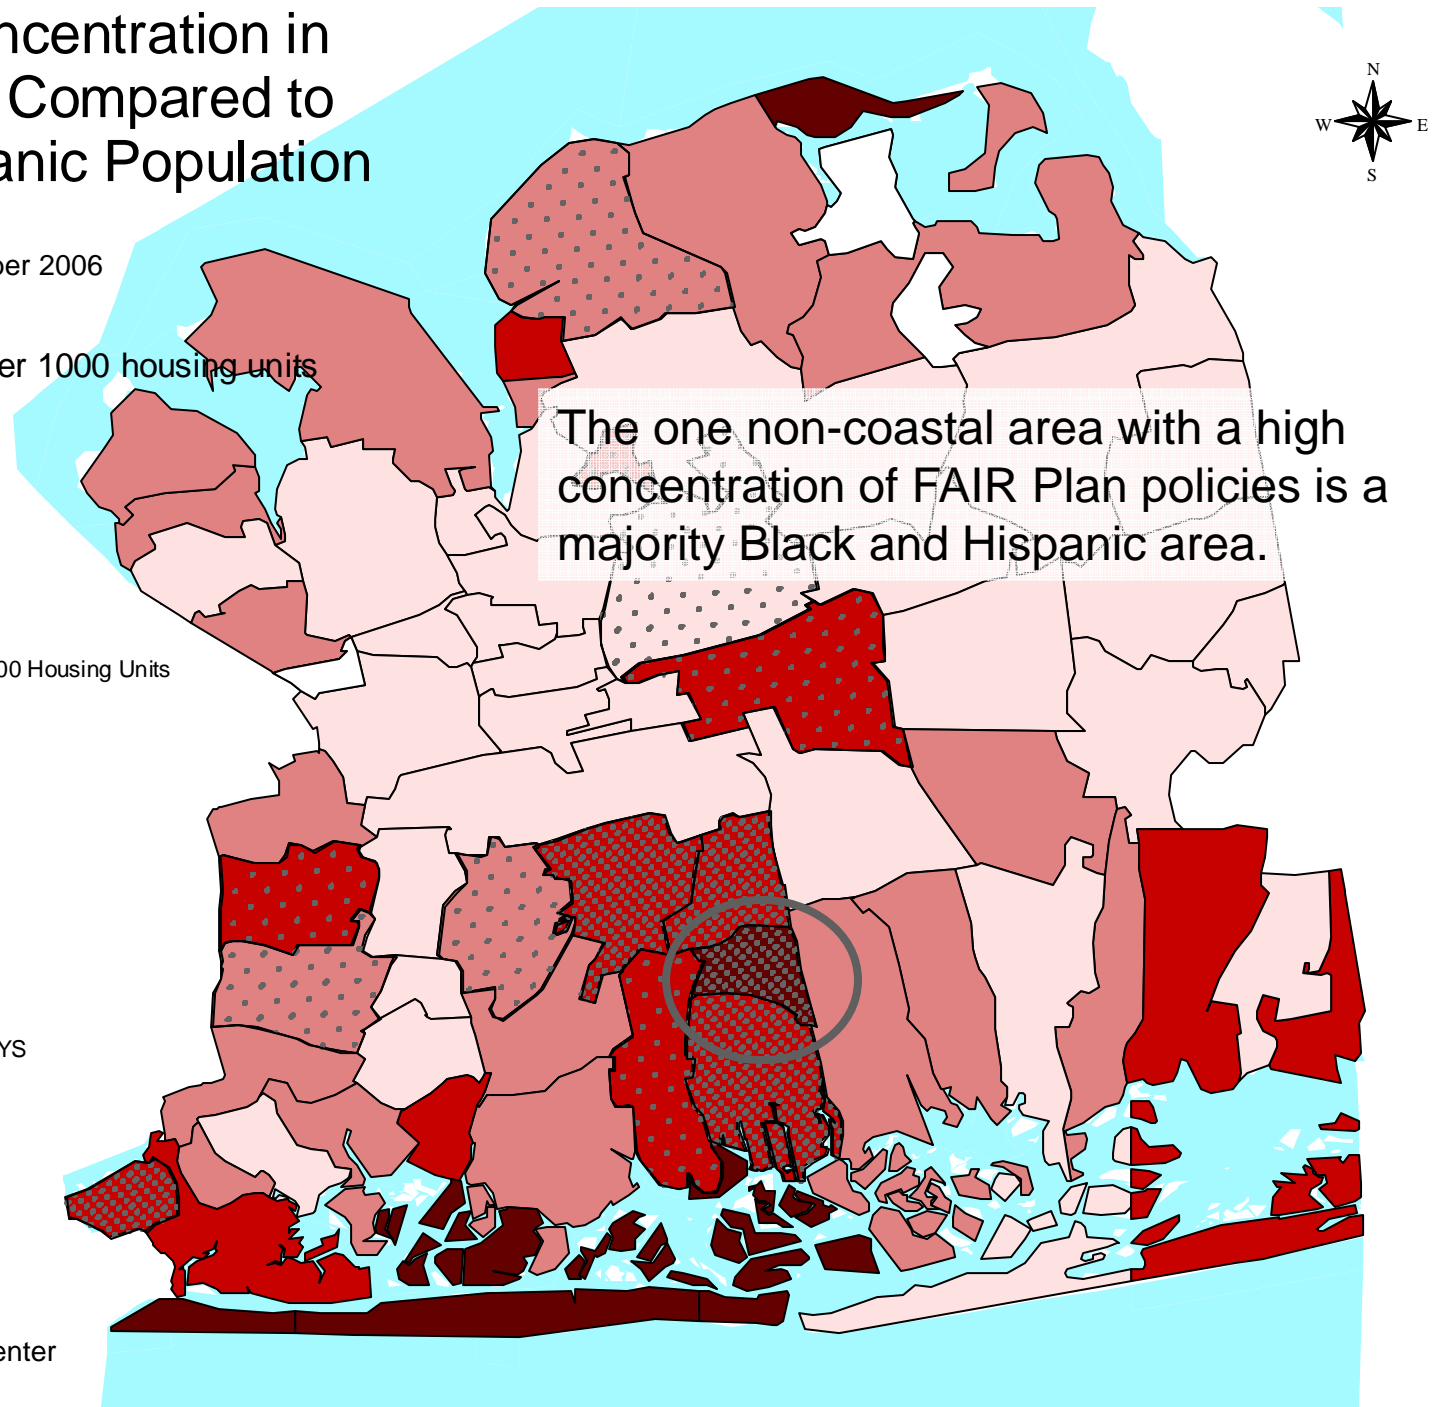 ncentration in
Compared to
anic Population
N
W E
S
ber 2006
er 1000 housing units
The one non-coastal area with a high
concentration of FAIR Plan policies is a
majority Black and Hispanic area.
00 Housing Units
YS
enter